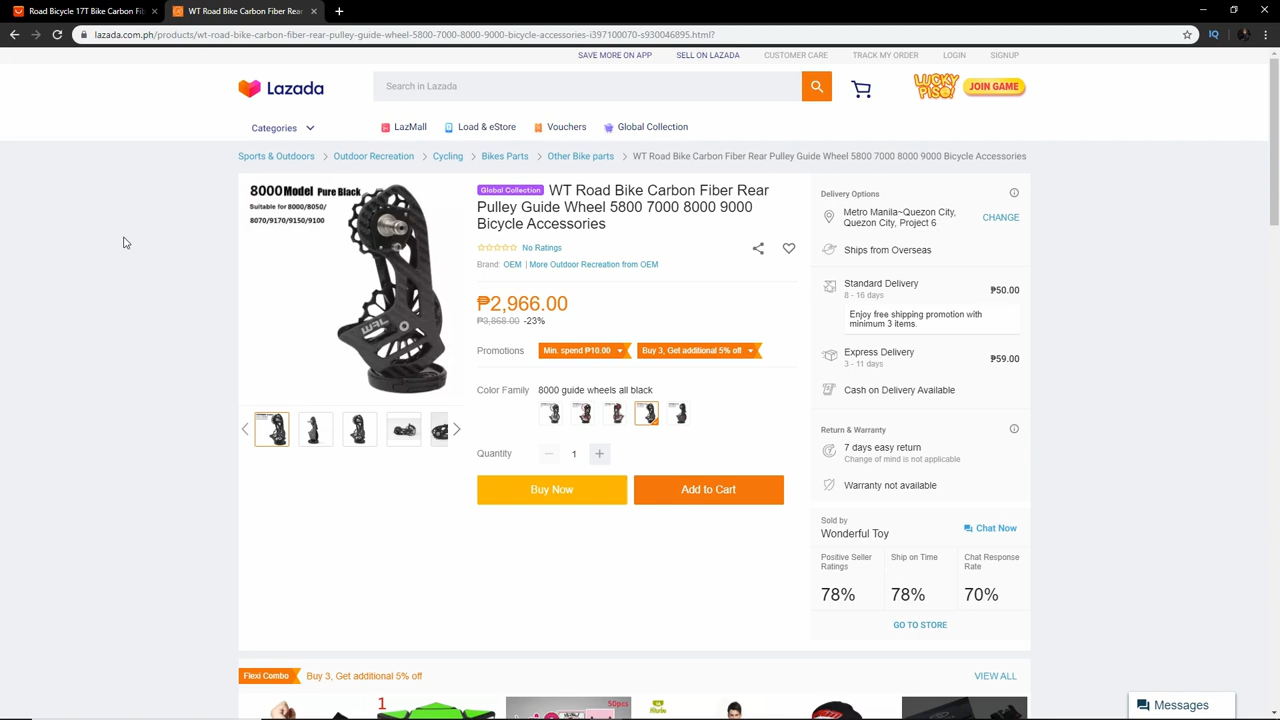 Road Bicycle 17T Bike Carbon Fib
WT Road Bike Carbon Fiber Rear
lazada.com.ph/products/wt-road-bike-carbon-fiber-rear-pulley-guide-wheel-5800-7000-8000-9000-bicycle-accessories-i397100070-s930046895.html?
SAVE MORE ON APP
SELL ON LAZADA
CUSTOMER CARE
TRACK MY ORDER
LOGIN
SIGNUP
Lazada
Search in Lazada
LUCKY PISO!
JOIN GAME
Categories
LazMall
Load & eStore
Vouchers
Global Collection
Sports & Outdoors
Outdoor Recreation
Cycling
Bikes Parts
Other Bike parts
WT Road Bike Carbon Fiber Rear Pulley Guide Wheel 5800 7000 8000 9000 Bicycle Accessories
8000Model Pure Black
Suitable for 8000/8050/
8070/9170/9150/9100
Global Collection WT Road Bike Carbon Fiber Rear
Pulley Guide Wheel 5800 7000 8000 9000
Bicycle Accessories
No Ratings
Brand: OEM | More Outdoor Recreation from OEM
₱2,966.00
₱3,868.00 -23%
Promotions
Min. spend ₱10.00
Buy 3, Get additional 5% off
Color Family
8000 guide wheels all black
Quantity
1
Buy Now
Add to Cart
Delivery Options
Metro Manila~Quezon City,
Quezon City, Project 6
CHANGE
Ships from Overseas
Standard Delivery
8 - 16 days
₱50.00
Enjoy free shipping promotion with
minimum 3 items.
Express Delivery
3 - 11 days
₱59.00
Cash on Delivery Available
Return & Warranty
7 days easy return
Change of mind is not applicable
Warranty not available
Sold by
Wonderful Toy
Chat Now
Positive Seller
Ratings
78%
Ship on Time
78%
Chat Response
Rate
70%
GO TO STORE
Flexi Combo
Buy 3, Get additional 5% off
VIEW ALL
1
50pcs
Messages